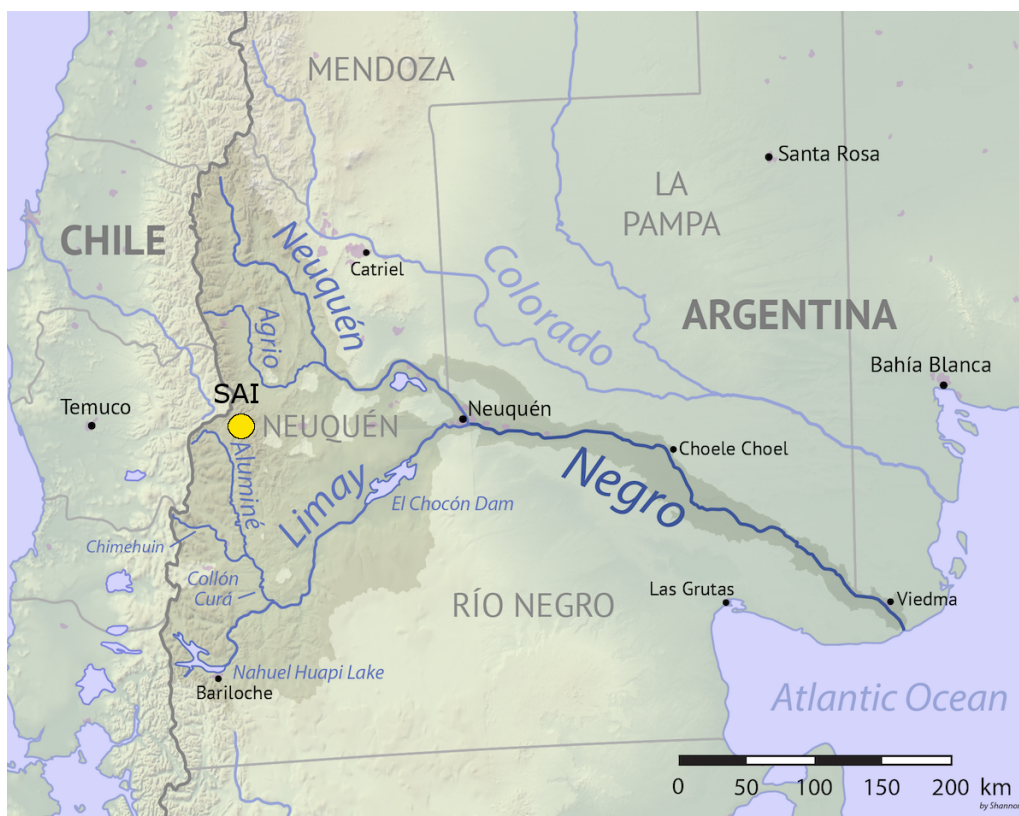 MENDOZA
Santa Rosa
LA
PAMPA
CHILE
Neuquén
Catriel
Colorado
ARGENTINA
Agrio
Bahía Blanca
SAI
Temuco
NEUQUÉN
Neuquén
Aluminé
Choele Choel
Limay
Negro
El Chocón Dam
Chimehuin
Collón
Curá
RÍO NEGRO
Las Grutas
Viedma
Nahuel Huapi Lake
Bariloche
Atlantic Ocean
0 50 100 150 200 km
by Shannon